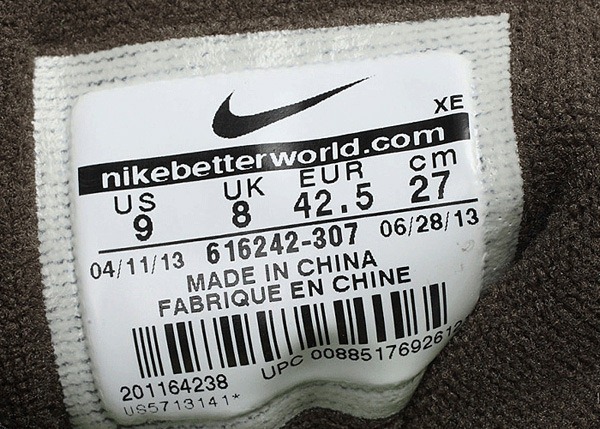 XE
nikebetterworld.com
US UK EUR cm
9 8 42.5 27
04/11/13 616242-307 06/28/13
MADE IN CHINA
FABRIQUE EN CHINE
UPC 00885176926
201164238
US5713141*